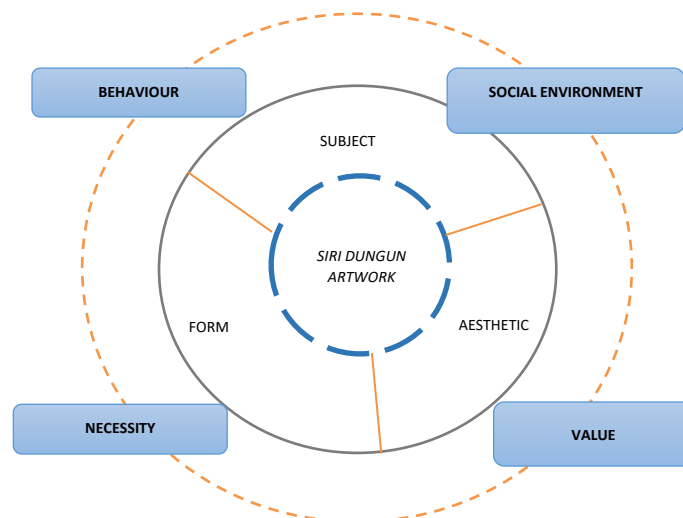 BEHAVIOUR
SOCIAL ENVIRONMENT
SUBJECT
SIRI DUNGUN
ARTWORK
FORM
AESTHETIC
NECESSITY
VALUE